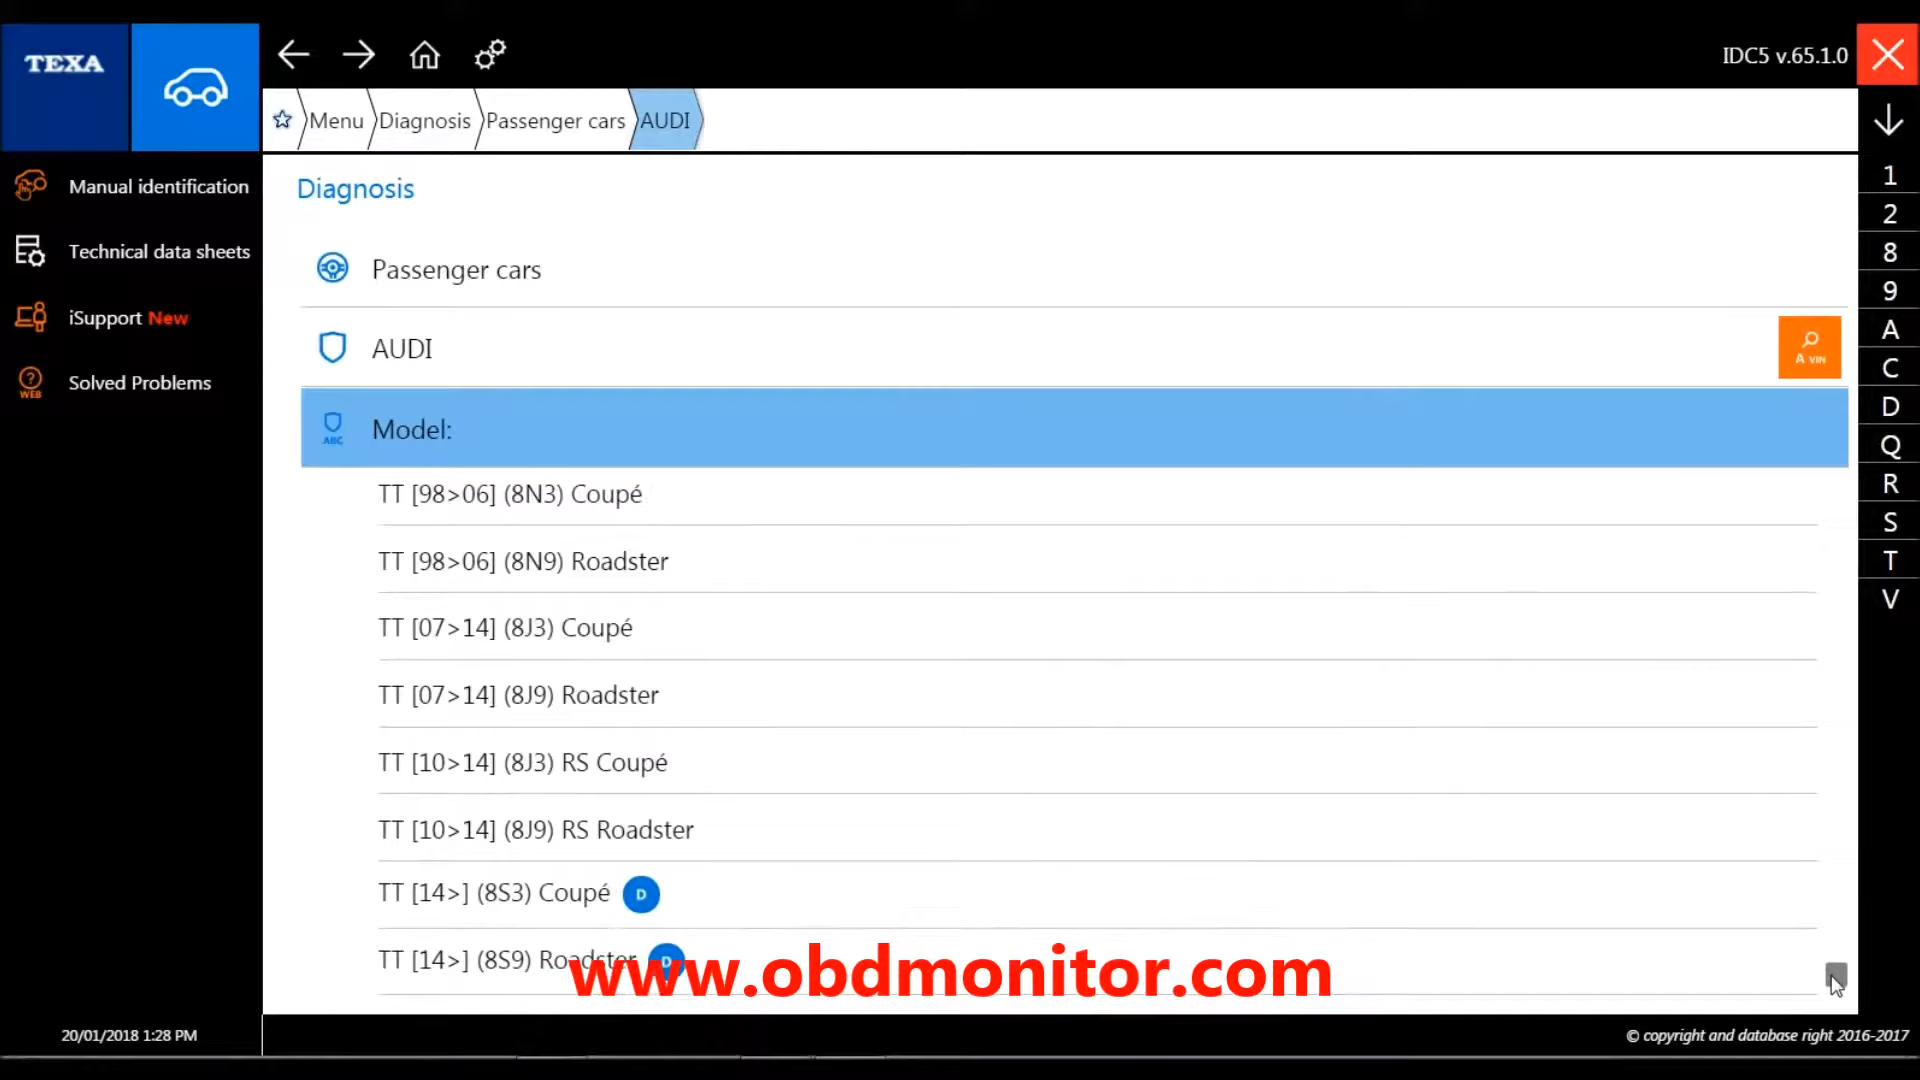 TEXA
IDC5 v.65.1.0
Menu
Diagnosis
Passenger cars
AUDI
Manual identification
Technical data sheets
iSupport New
WEB
Solved Problems
Diagnosis
Passenger cars
AUDI
A VIN
ABC
Model:
TT [98>06] (8N3) Coupé
TT [98>06] (8N9) Roadster
TT [07>14] (8J3) Coupé
TT [07>14] (8J9) Roadster
TT [10>14] (8J3) RS Coupé
TT [10>14] (8J9) RS Roadster
TT [14>] (8S3) Coupé D
TT [14>] (8S9) Roadster D
www.obdmonitor.com
1
2
8
9
A
C
D
Q
R
S
T
V
20/01/2018 1:28 PM
© copyright and database right 2016-2017